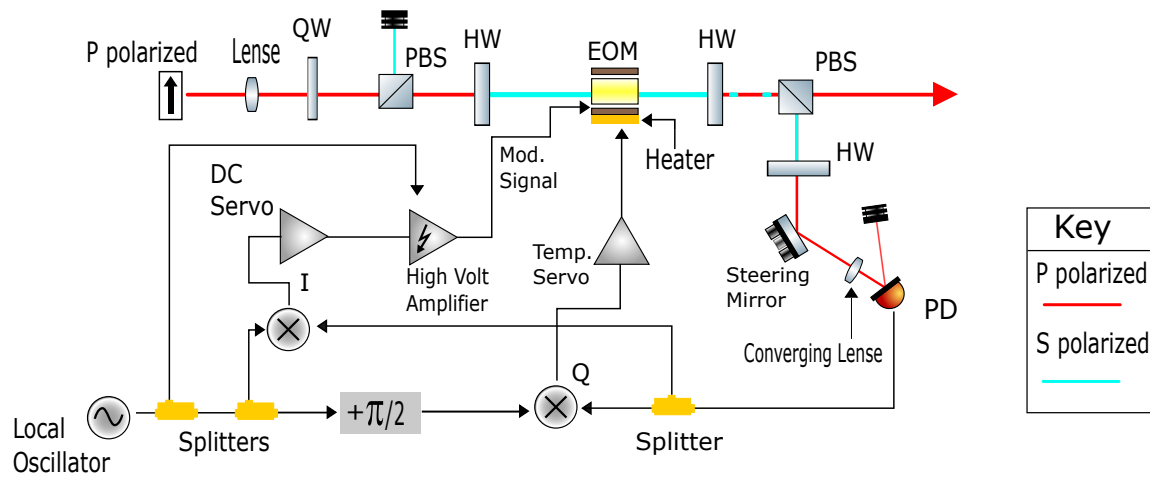 P polarized
Lense
QW
PBS
HW
EOM
HW
PBS
Mod.
Signal
Heater
HW
DC
Servo
I
High Volt
Amplifier
Temp.
Servo
Steering
Mirror
PD
Converging Lense
Q
+π/2
Local
Oscillator
Splitters
Splitter
Key
P polarized
S polarized